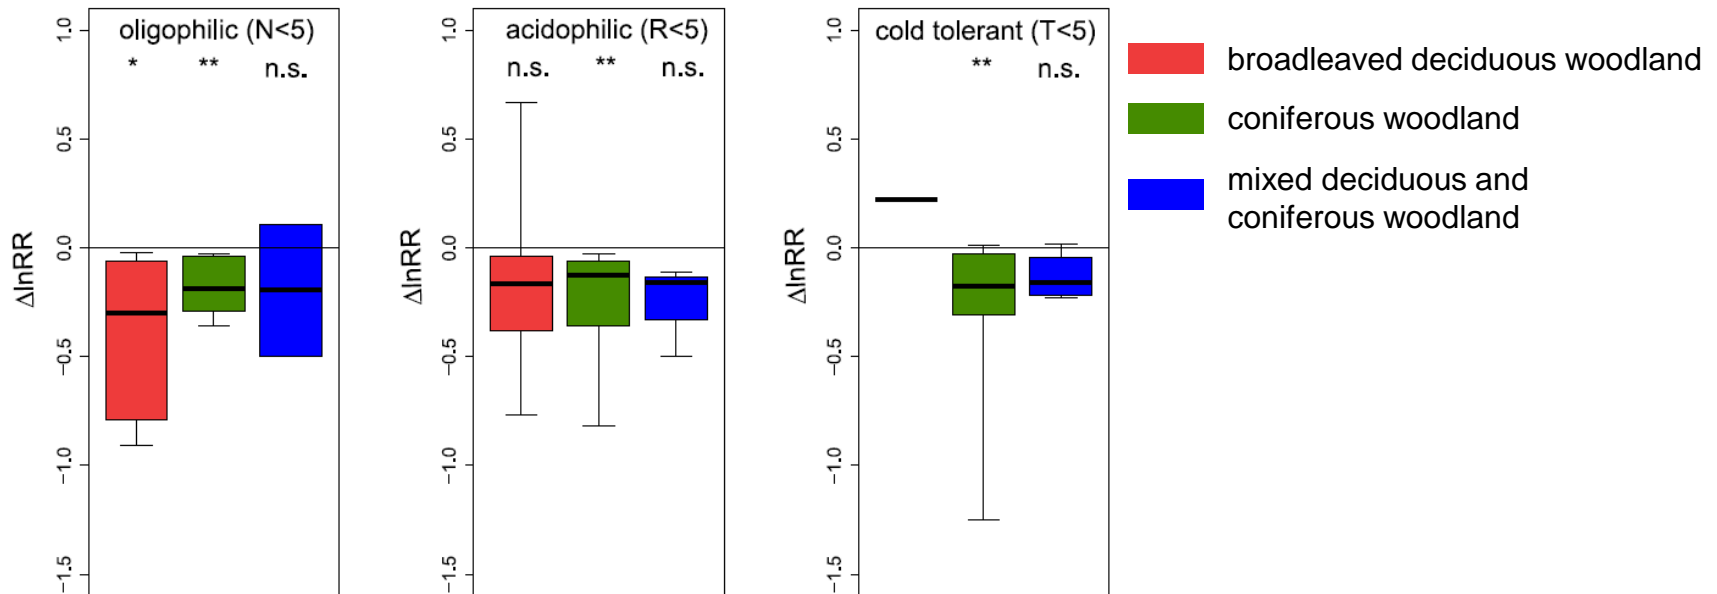 oligophilic (N<5)
* ** n.s.
1.0
0.5
0.0
−0.5
−1.0
−1.5
ΔlnRR
acidophilic (R<5)
n.s. ** n.s.
1.0
0.5
0.0
−0.5
−1.0
−1.5
ΔlnRR
cold tolerant (T<5)
** n.s.
1.0
0.5
0.0
−0.5
−1.0
−1.5
ΔlnRR
broadleaved deciduous woodland
coniferous woodland
mixed deciduous and
coniferous woodland